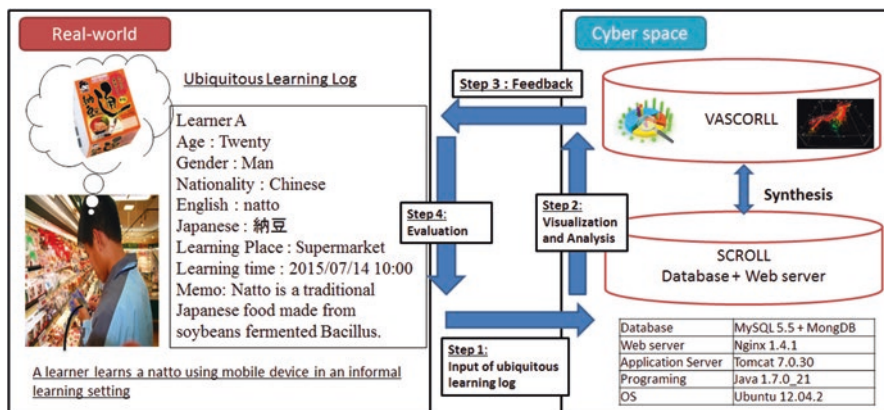 Real-world
Ubiquitous Learning Log
Learner A
Age : Twenty
Gender : Man
Nationality : Chinese
English : natto
Japanese : 納豆
Learning Place : Supermarket
Learning time : 2015/07/14 10:00
Memo: Natto is a traditional
Japanese food made from
soybeans fermented Bacillus.
A learner learns a natto using mobile device in an informal
learning setting
Step 3 : Feedback
Step 4:
Evaluation
Step 2:
Visualization
and Analysis
Step 1:
Input of ubiquitous
learning log
Cyber space
VASCORLL
Synthesis
SCROLL
Database + Web server
Database MySQL 5.5 + MongDB
Web server Nginx 1.4.1
Application Server Tomcat 7.0.30
Programing Java 1.7.0_21
OS Ubuntu 12.04.2